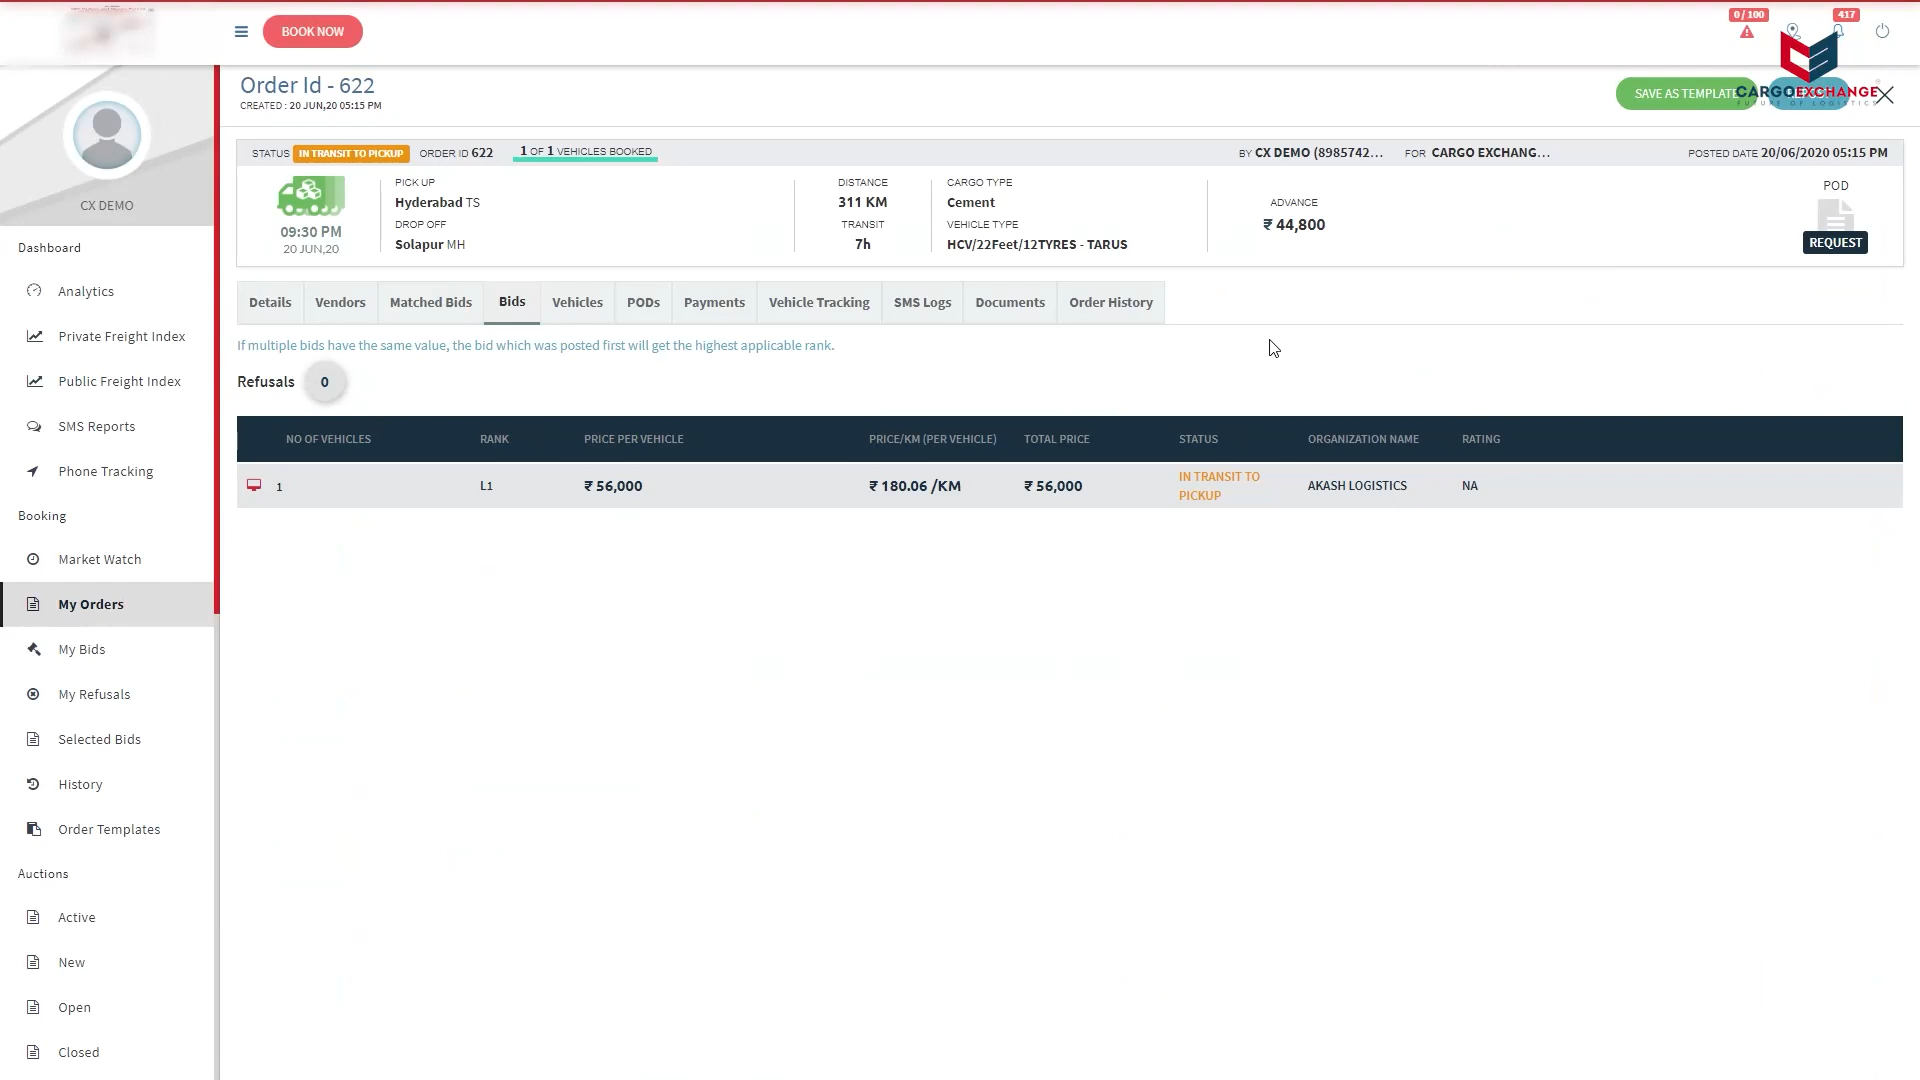 BOOK NOW
0 / 100
417
CX DEMO
Dashboard
Analytics
Private Freight Index
Public Freight Index
SMS Reports
Phone Tracking
Booking
Market Watch
My Orders
My Bids
My Refusals
Selected Bids
History
Order Templates
Auctions
Active
New
Open
Closed
Order Id - 622
CREATED : 20 JUN,20 05:15 PM
SAVE AS TEMPLATE
CARGOEXCHANGE
FUTURE OF LOGISTICS
STATUS IN TRANSIT TO PICKUP ORDER ID 622 1 OF 1 VEHICLES BOOKED BY CX DEMO (8985742... FOR CARGO EXCHANG... POSTED DATE 20/06/2020 05:15 PM
09:30 PM
20 JUN,20
PICK UP
Hyderabad TS
DROP OFF
Solapur MH
DISTANCE
311 KM
TRANSIT
7h
CARGO TYPE
Cement
VEHICLE TYPE
HCV/22Feet/12TYRES - TARUS
ADVANCE
₹ 44,800
POD
REQUEST
Details Vendors Matched Bids Bids Vehicles PODs Payments Vehicle Tracking SMS Logs Documents Order History
If multiple bids have the same value, the bid which was posted first will get the highest applicable rank.
Refusals 0
NO OF VEHICLES RANK PRICE PER VEHICLE PRICE/KM (PER VEHICLE) TOTAL PRICE STATUS ORGANIZATION NAME RATING
1 L1 ₹ 56,000 ₹ 180.06 /KM ₹ 56,000 IN TRANSIT TO PICKUP AKASH LOGISTICS NA